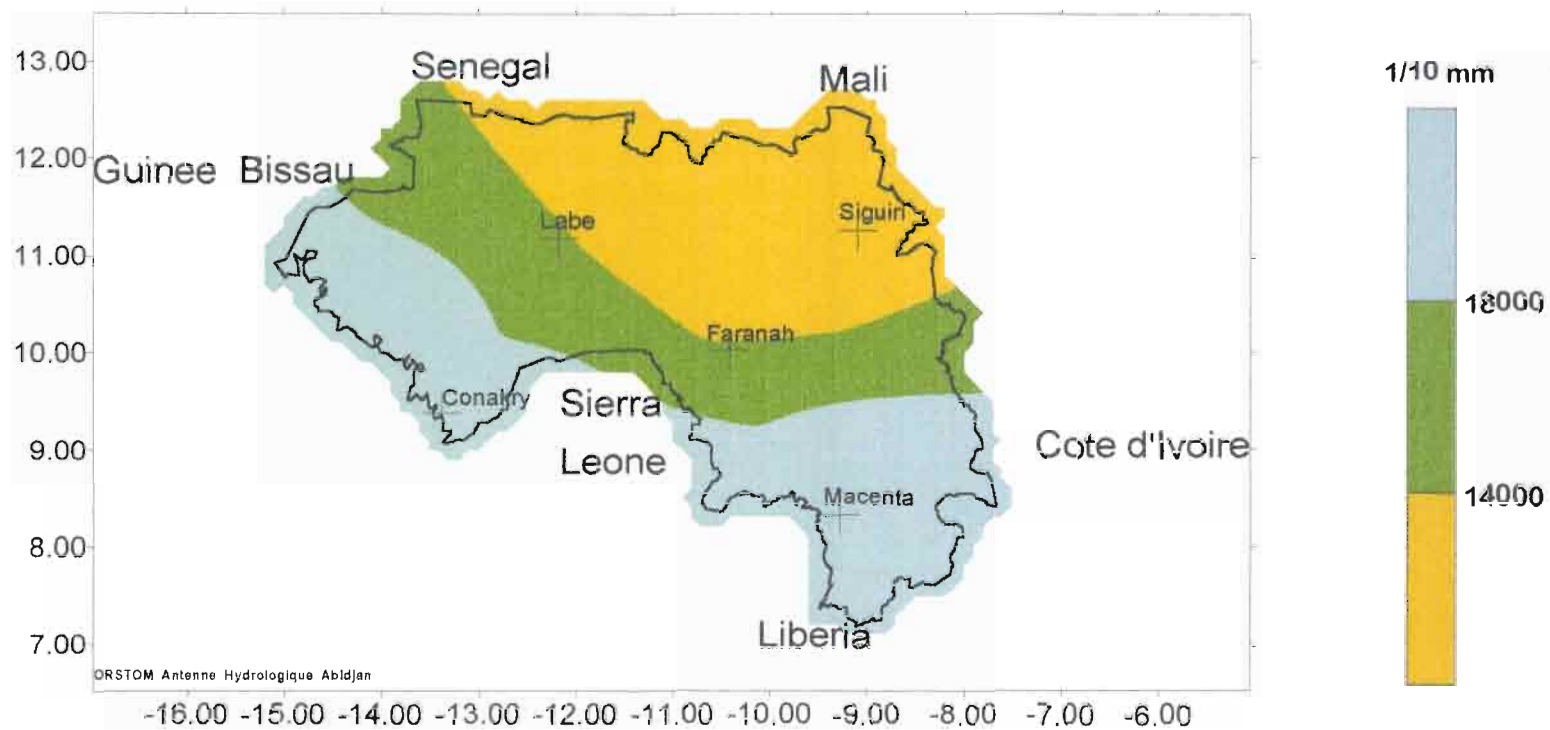 1/10 mm
13.00
12.00
11.00
10.00
9.00
8.00
7.00
Senegal
Mali
Guinee Bissau
Siguiri
Labe
Faranah
Conakry
Sierra
Leone
Cote d'Ivoire
Macenta
Liberia
18000
14000
ORSTOM Antenne Hydrologique Abidjan
-16.00 -15.00 -14.00 -13.00 -12.00 -11.00 -10.00 -9.00 -8.00 -7.00 -6.00